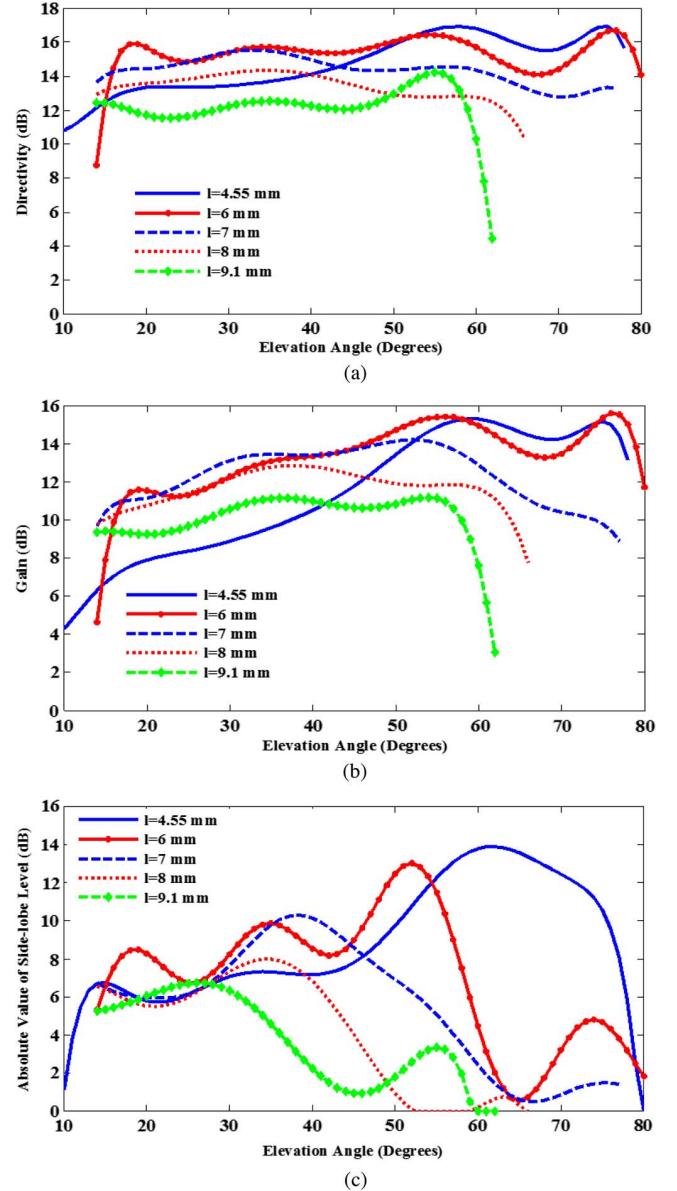 18
16
14
12
10
8
6
4
2
0
Directivity (dB)
l=4.55 mm
l=6 mm
l=7 mm
l=8 mm
l=9.1 mm
10 20 30 40 50 60 70 80
Elevation Angle (Degrees)
(a)
16
14
12
10
8
6
4
2
0
Gain (dB)
l=4.55 mm
l=6 mm
l=7 mm
l=8 mm
l=9.1 mm
10 20 30 40 50 60 70 80
Elevation Angle (Degrees)
(b)
16
14
12
10
8
6
4
2
0
Absolute Value of Side-lobe Level (dB)
l=4.55 mm
l=6 mm
l=7 mm
l=8 mm
l=9.1 mm
10 20 30 40 50 60 70 80
Elevation Angle (Degrees)
(c)